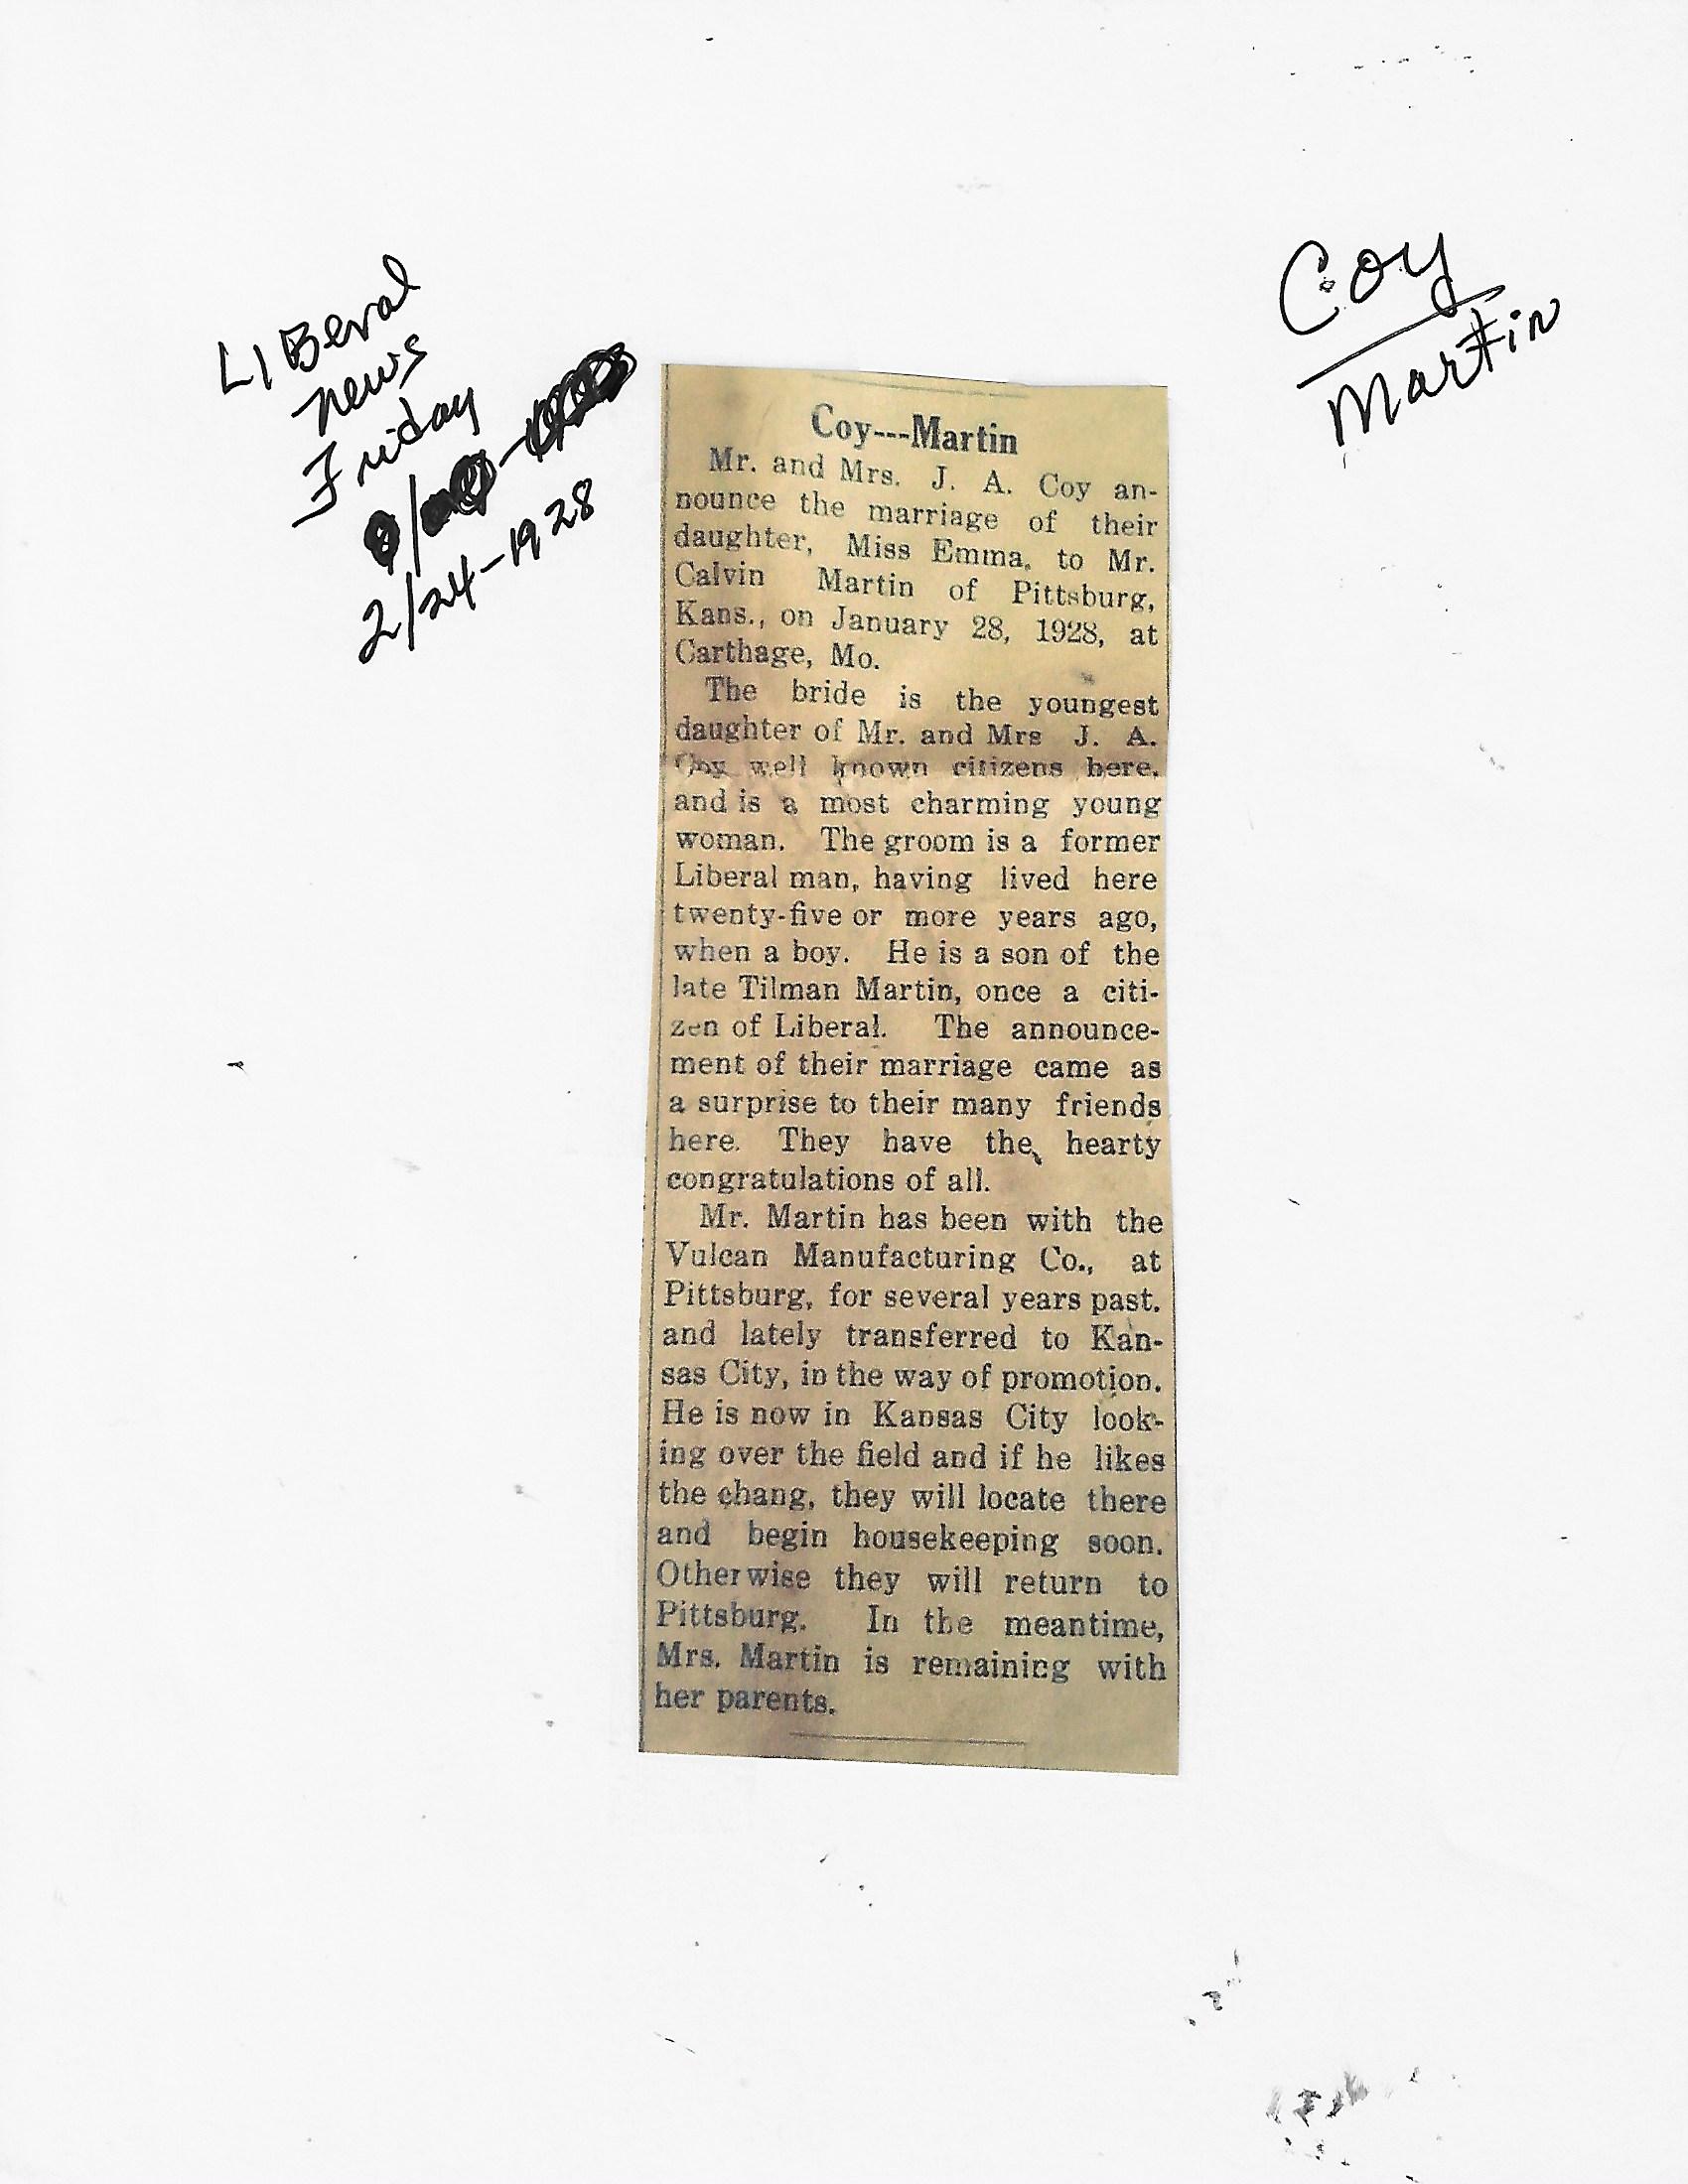 LIBeral
News
Friday
2/24-1928
Coy
Martin
Coy---Martin
Mr. and Mrs. J. A. Coy an-
nounce the marriage of their
daughter, Miss Emma, to Mr.
Calvin Martin of Pittsburg,
Kans., on January 28, 1928, at
Carthage, Mo.
The bride is the youngest
daughter of Mr. and Mrs J. A.
Coy well known citizens here,
and is a most charming young
woman. The groom is a former
Liberal man, having lived here
twenty-five or more years ago,
when a boy. He is a son of the
late Tilman Martin, once a citi-
zen of Liberal. The announce-
ment of their marriage came as
a surprise to their many friends
here. They have the hearty
congratulations of all.
Mr. Martin has been with the
Vulcan Manufacturing Co., at
Pittsburg, for several years past.
and lately transferred to Kan-
sas City, in the way of promotion.
He is now in Kansas City look-
ing over the field and if he likes
the chang, they will locate there
and begin housekeeping soon.
Otherwise they will return to
Pittsburg. In the meantime,
Mrs. Martin is remaining with
her parents.